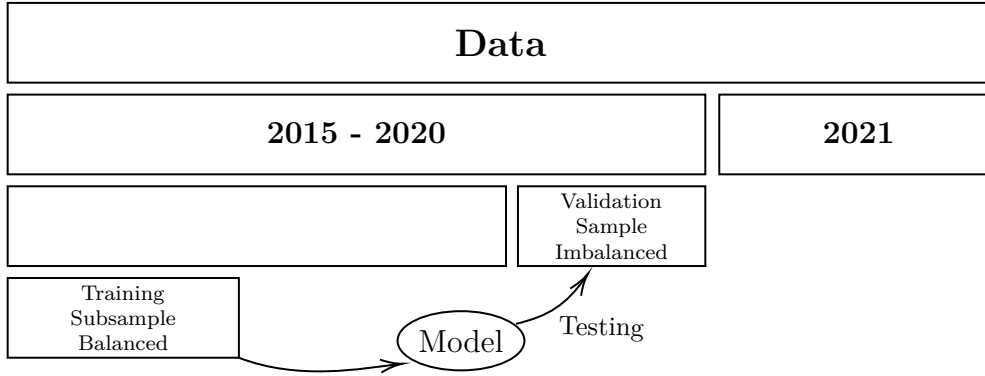 Data
2015 - 2020
2021
Validation
Sample
Imbalanced
Training
Subsample
Balanced
Model
Testing